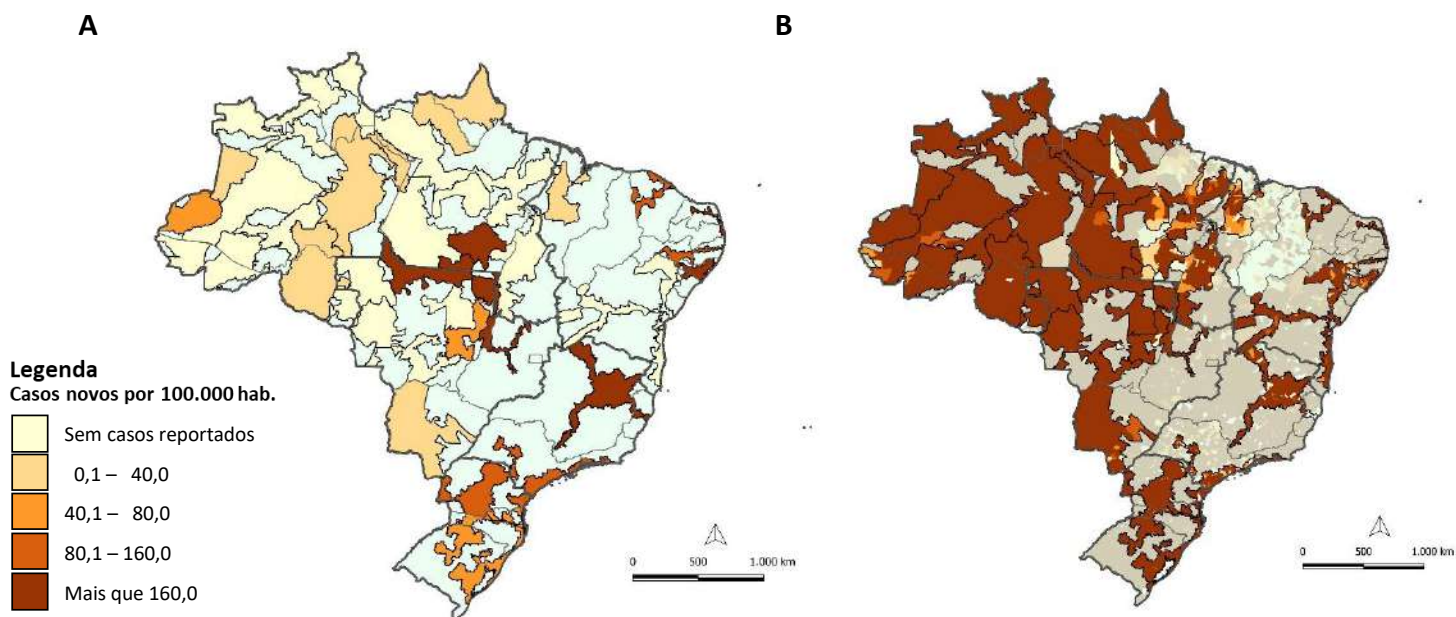 A
B
Legenda
Casos novos por 100.000 hab.
Sem casos reportados
0,1 – 40,0
40,1 – 80,0
80,1 – 160,0
Mais que 160,0
0 500 1.000 km
0 500 1.000 km